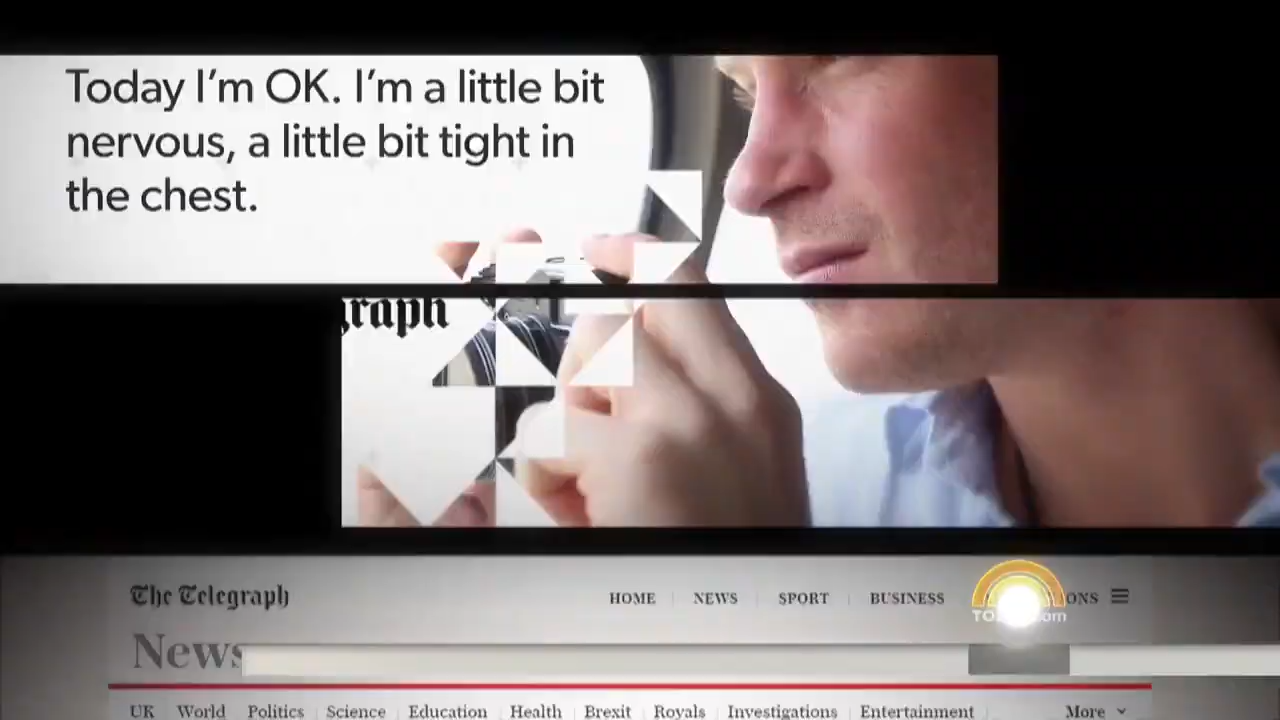 Today I'm OK. I'm a little bit
nervous, a little bit tight in
the chest.
graph
The Telegraph
HOME NEWS SPORT BUSINESS ONS
News
UK World Politics Science Education Health Brexit Royals Investigations Entertainment More